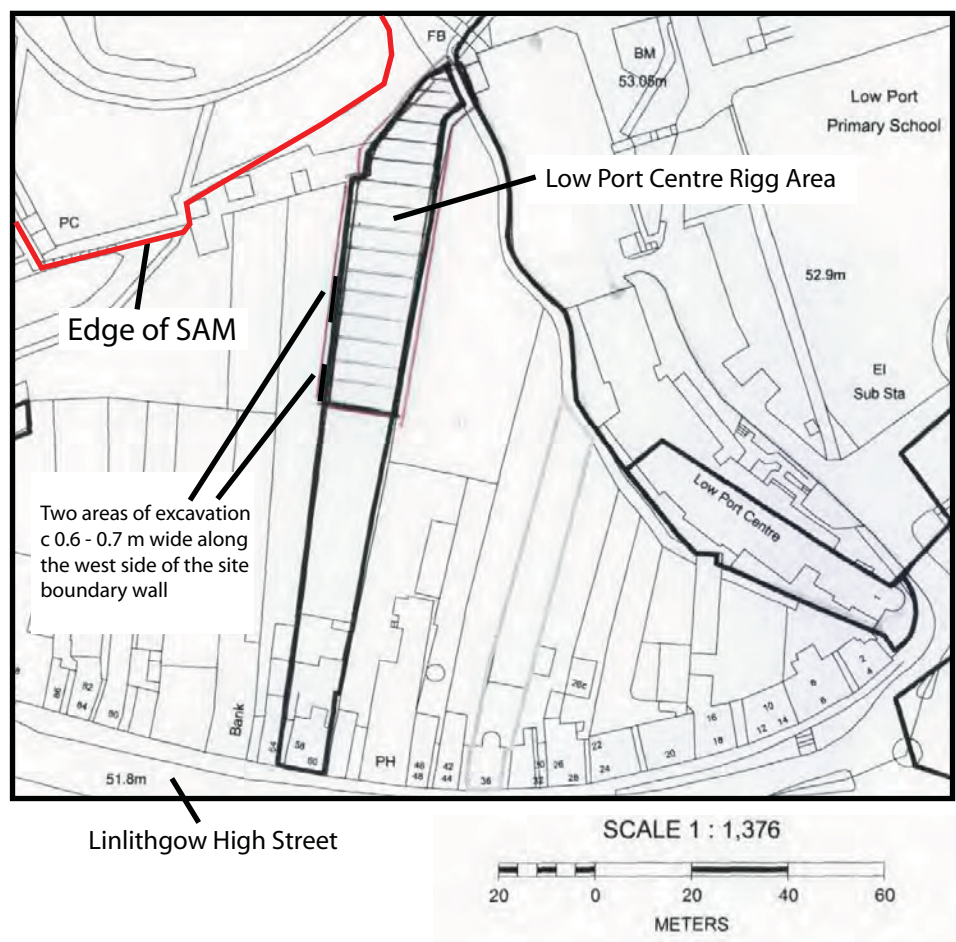 FB
BM
53.05m
Low Port
Primary School
Low Port Centre Rigg Area
PC
52.9m
Edge of SAM
El
Sub Sta
Two areas of excavation
c 0.6 - 0.7 m wide along
the west side of the site
boundary wall
Low Port Centre
86
82
84
80
Bank
54
58
60
PH
46
48
42
44
36
30
32
26
28
26c
22
24
20
16
18
10
12
14
8
6
2
4
51.8m
Linlithgow High Street
SCALE 1 : 1,376
20 0 20 40 60
METERS